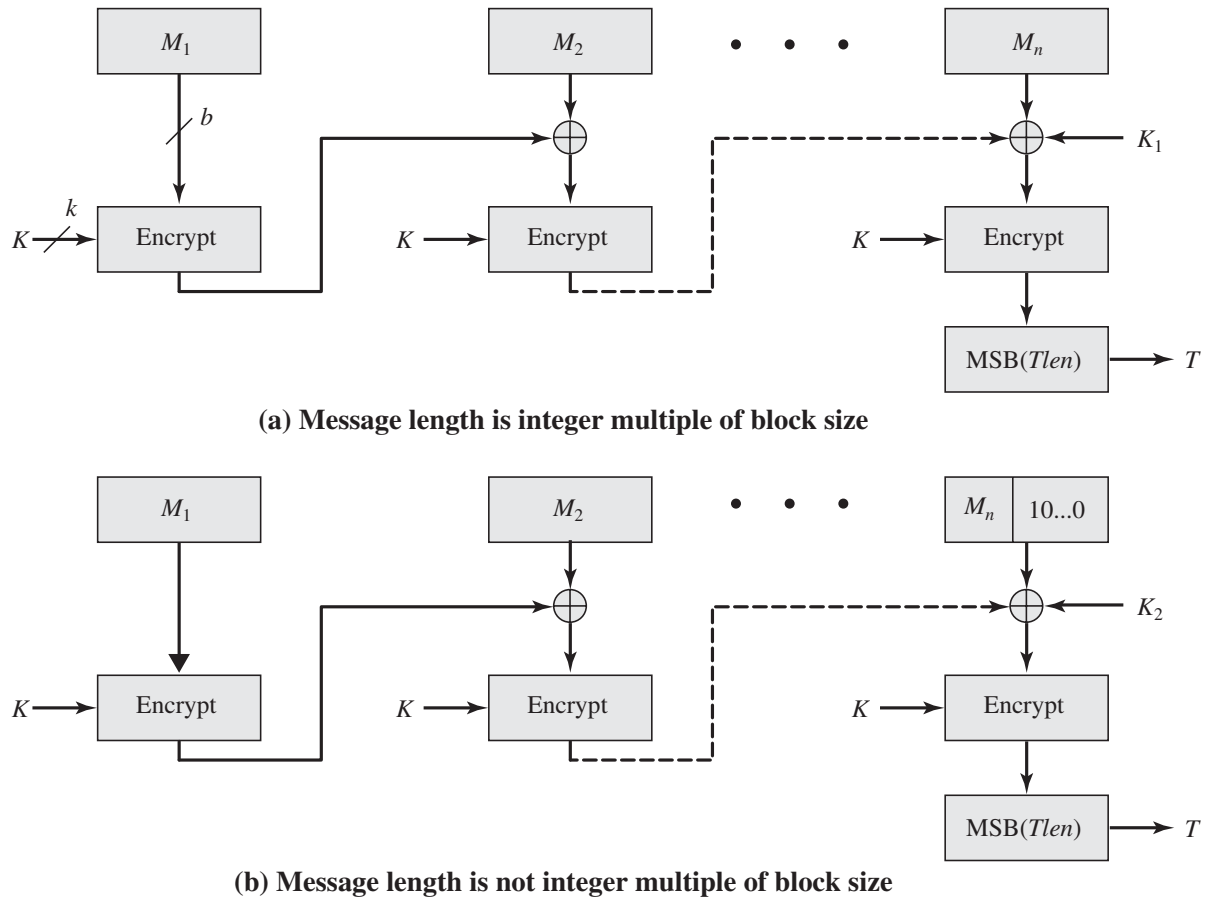 M₁
M₂
• • •
Mₙ
b
K₁
k
K
Encrypt
K
Encrypt
K
Encrypt
MSB(Tlen)
T
(a) Message length is integer multiple of block size
M₁
M₂
• • •
Mₙ
10...0
K₂
K
Encrypt
K
Encrypt
K
Encrypt
MSB(Tlen)
T
(b) Message length is not integer multiple of block size